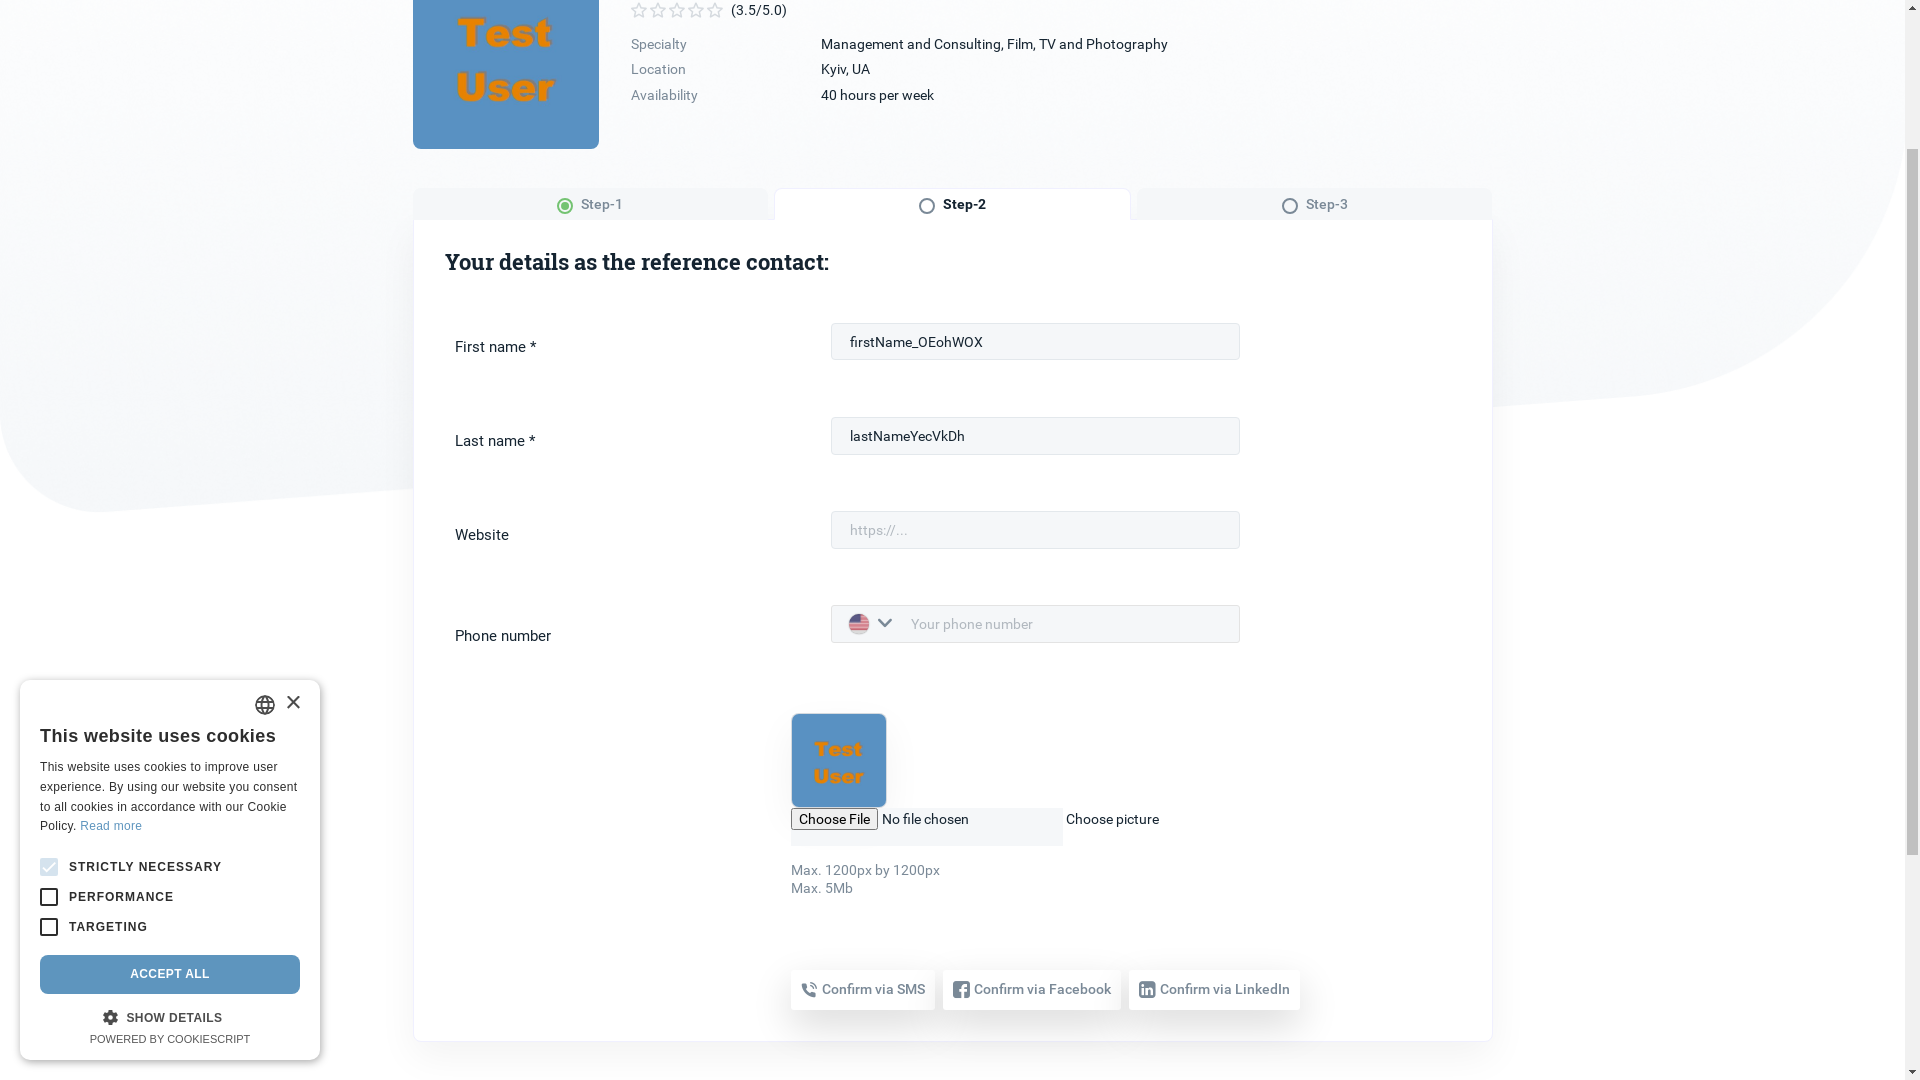 Test
User
(3.5/5.0)
Specialty
Management and Consulting, Film, TV and Photography
Location
Kyiv, UA
Availability
40 hours per week
Step-1
Step-2
Step-3
Your details as the reference contact:
First name *
firstName_OEohWOX
Last name *
lastNameYecVkDh
Website
https://...
Phone number
Your phone number
Test
User
Choose File No file chosen
Choose picture
Max. 1200px by 1200px
Max. 5Mb
Confirm via SMS
Confirm via Facebook
Confirm via LinkedIn
×
This website uses cookies
This website uses cookies to improve user
experience. By using our website you consent
to all cookies in accordance with our Cookie
Policy. Read more
STRICTLY NECESSARY
PERFORMANCE
TARGETING
ACCEPT ALL
SHOW DETAILS
POWERED BY COOKIESCRIPT